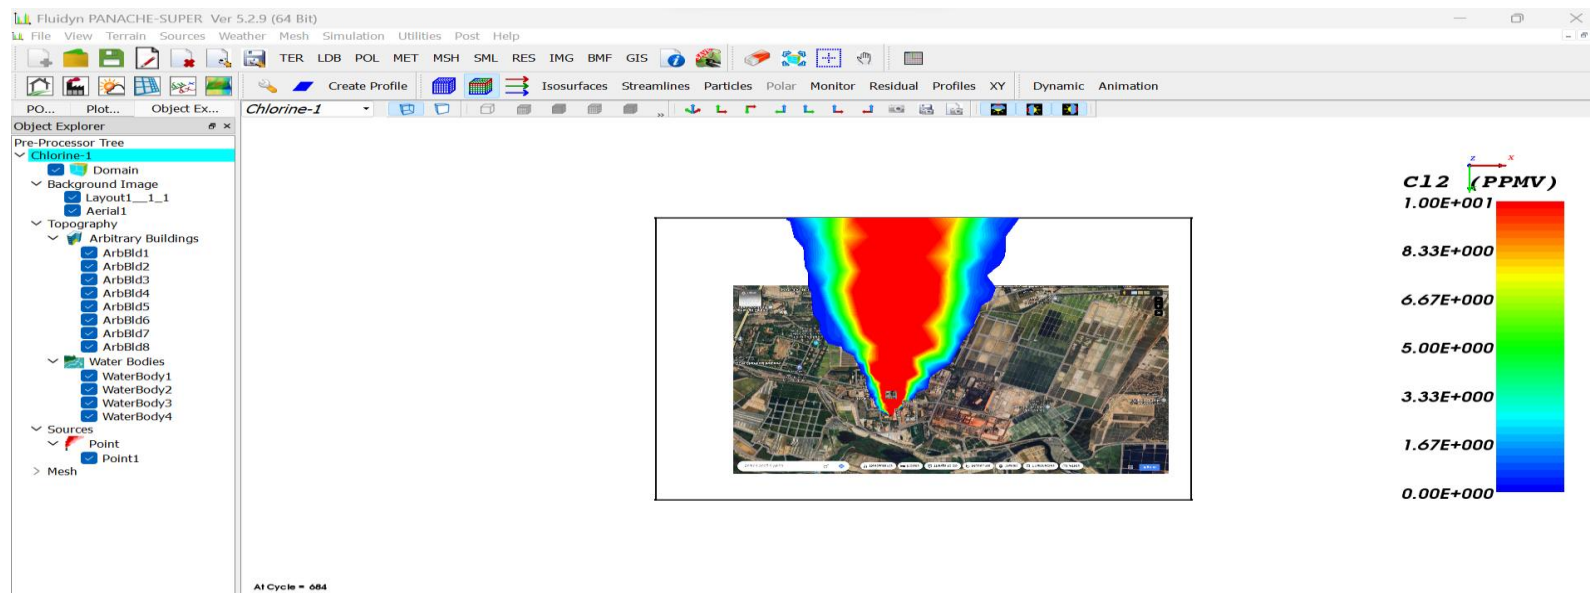 Fluidyn PANACHE-SUPER Ver 5.2.9 (64 Bit)
File View Terrain Sources Weather Mesh Simulation Utilities Post Help
TER LDB POL MET MSH SML RES IMG BMF GIS
Create Profile Isosurfaces Streamlines Particles Polar Monitor Residual Profiles XY Dynamic Animation
PO... Plot... Object Ex... Chlorine-1
Object Explorer
Pre-Processor Tree
Chlorine-1
Domain
Background Image
Layout1__1_1
Aerial1
Topography
Arbitrary Buildings
ArbBld1
ArbBld2
ArbBld3
ArbBld4
ArbBld5
ArbBld6
ArbBld7
ArbBld8
Water Bodies
WaterBody1
WaterBody2
WaterBody3
WaterBody4
Sources
Point
Point1
Mesh
z x
Cl2 (PPMV)
1.00E+001
8.33E+000
6.67E+000
5.00E+000
3.33E+000
1.67E+000
0.00E+000
At Cycle = 684